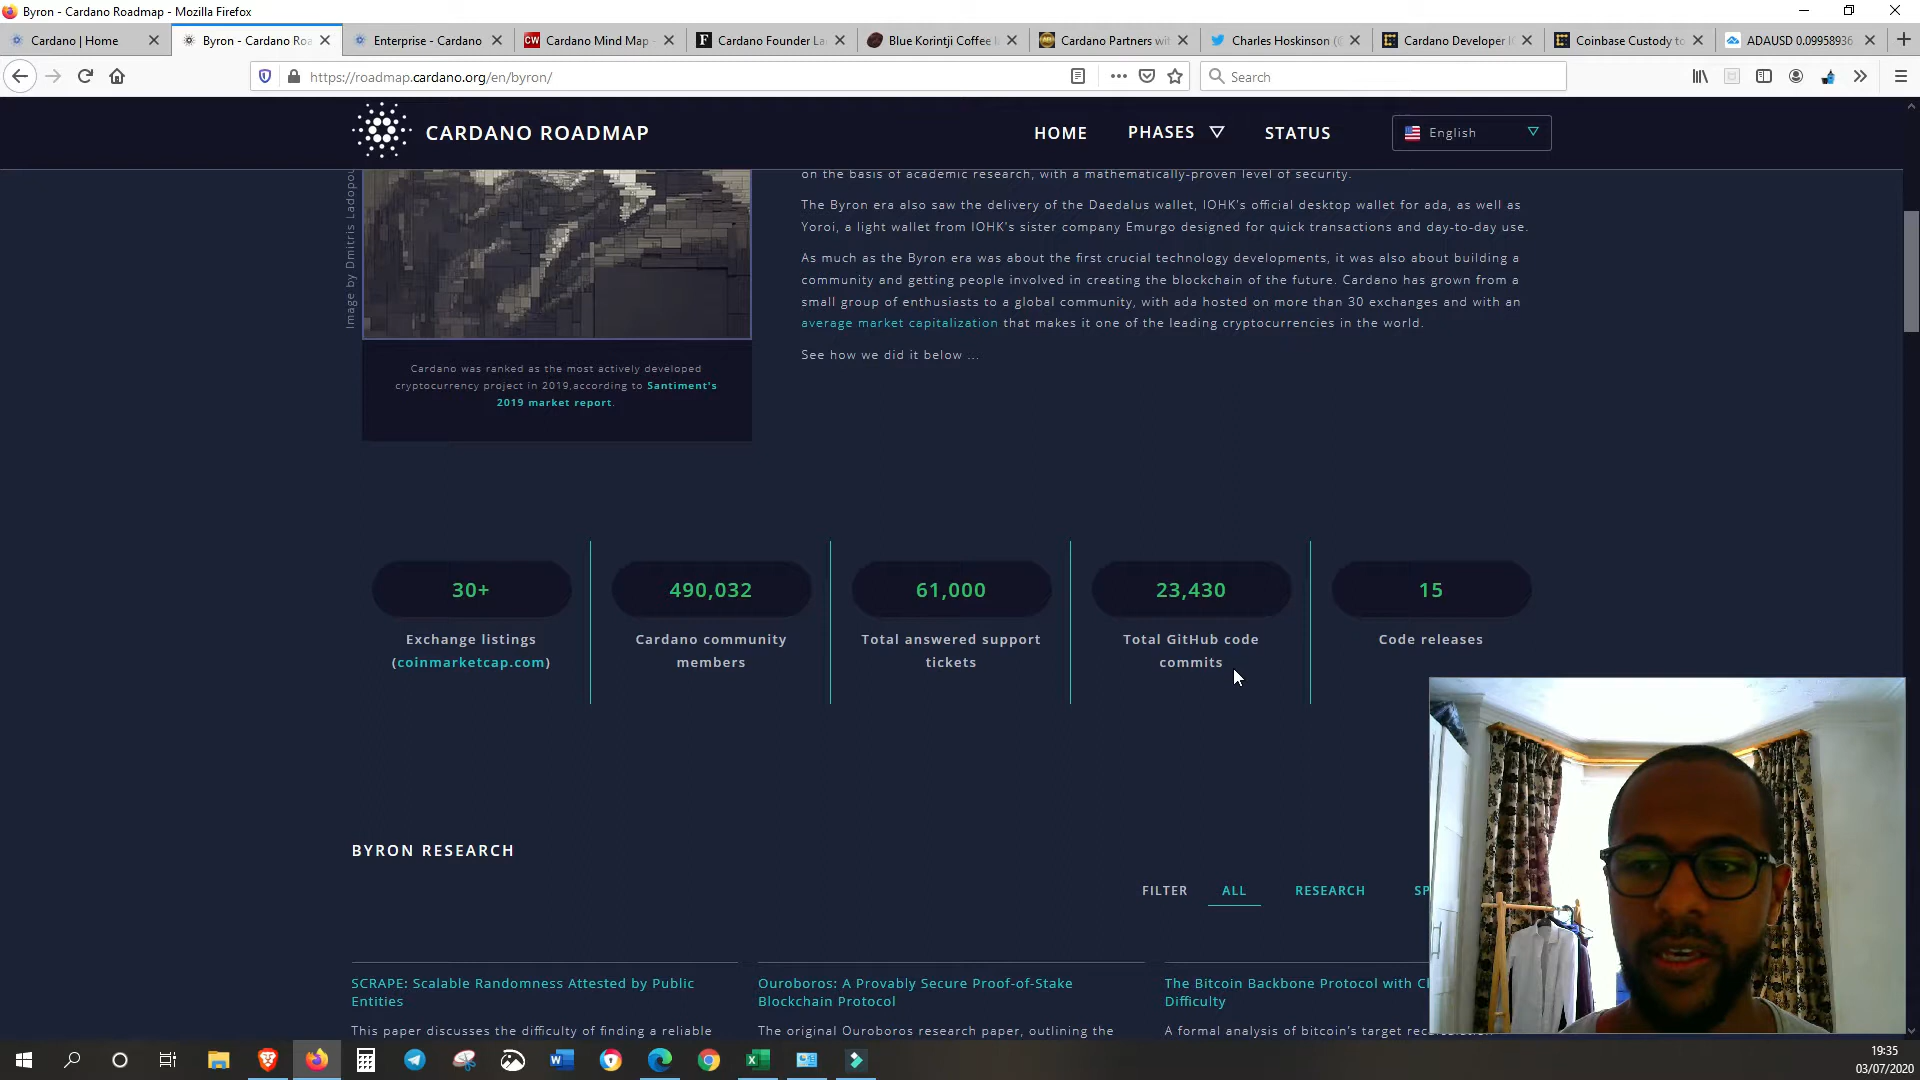 Byron - Cardano Roadmap - Mozilla Firefox
Cardano | Home
Byron - Cardano Roa
Enterprise - Cardano
CW Cardano Mind Map -
F Cardano Founder La
Blue Korintji Coffee
Cardano Partners wit
Charles Hoskinson (
Cardano Developer I
Coinbase Custody to
ADAUSD 0.09958936
https://roadmap.cardano.org/en/byron/
Search
CARDANO ROADMAP
HOME
PHASES
STATUS
English
on the basis of academic research, with a mathematically-proven level of security.
The Byron era also saw the delivery of the Daedalus wallet, IOHK's official desktop wallet for ada, as well as
Yoroi, a light wallet from IOHK's sister company Emurgo designed for quick transactions and day-to-day use.
As much as the Byron era was about the first crucial technology developments, it was also about building a
community and getting people involved in creating the blockchain of the future. Cardano has grown from a
small group of enthusiasts to a global community, with ada hosted on more than 30 exchanges and with an
average market capitalization that makes it one of the leading cryptocurrencies in the world.
See how we did it below ...
Image by Dmitris Ladopou
Cardano was ranked as the most actively developed
cryptocurrency project in 2019,according to Santiment's
2019 market report.
30+
Exchange listings
(coinmarketcap.com)
490,032
Cardano community
members
61,000
Total answered support
tickets
23,430
Total GitHub code
commits
15
Code releases
BYRON RESEARCH
FILTER
ALL
RESEARCH
SP
SCRAPE: Scalable Randomness Attested by Public
Entities
This paper discusses the difficulty of finding a reliable
Ouroboros: A Provably Secure Proof-of-Stake
Blockchain Protocol
The original Ouroboros research paper, outlining the
The Bitcoin Backbone Protocol with Ch
Difficulty
A formal analysis of bitcoin's target
19:35
03/07/2020